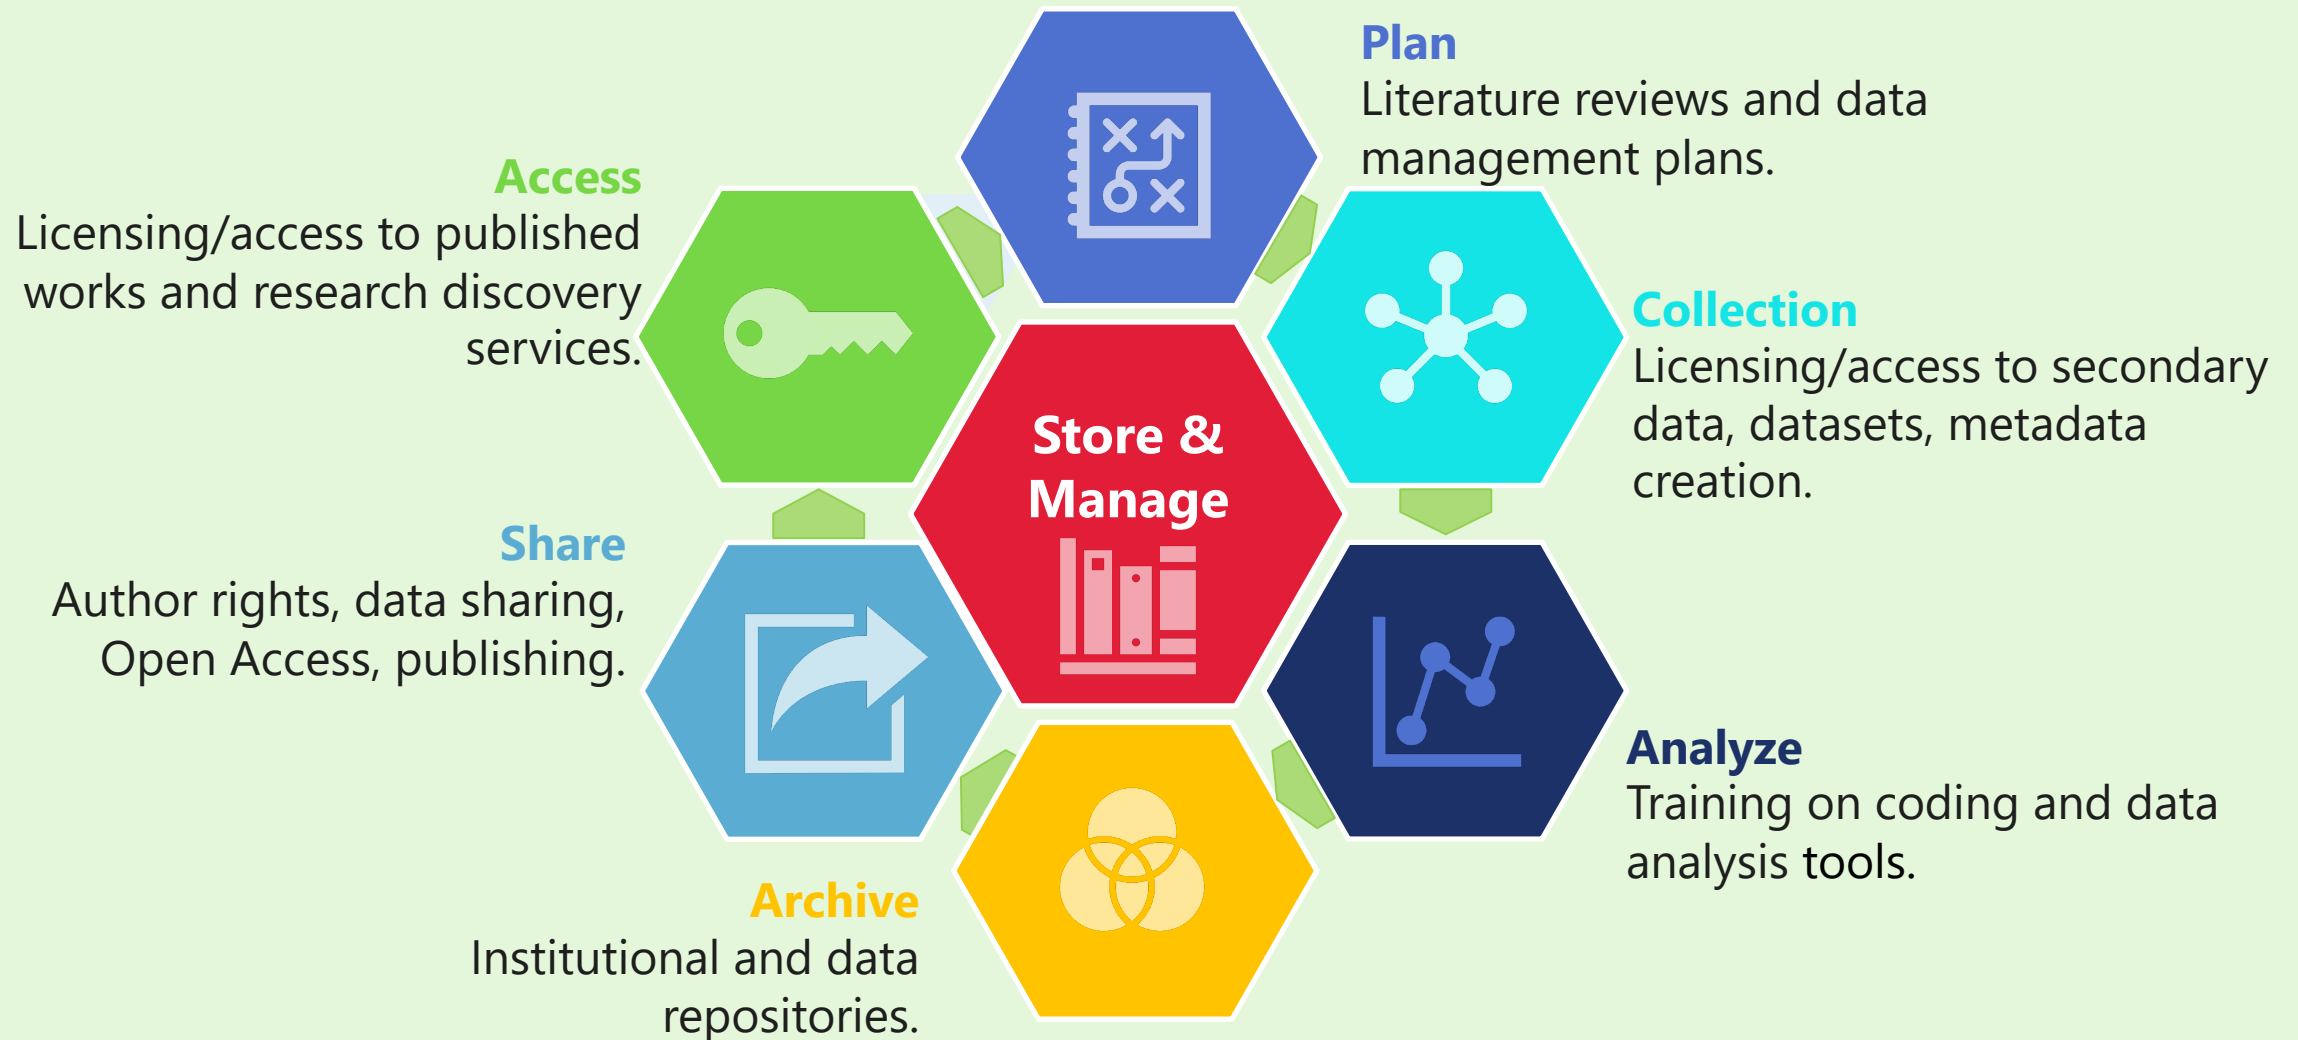 Plan
Literature reviews and data
management plans.
Access
Licensing/access to published
works and research discovery
services.
Collection
Licensing/access to secondary
data, datasets, metadata
creation.
Store &
Manage
Share
Author rights, data sharing,
Open Access, publishing.
Analyze
Training on coding and data
analysis tools.
Archive
Institutional and data
repositories.